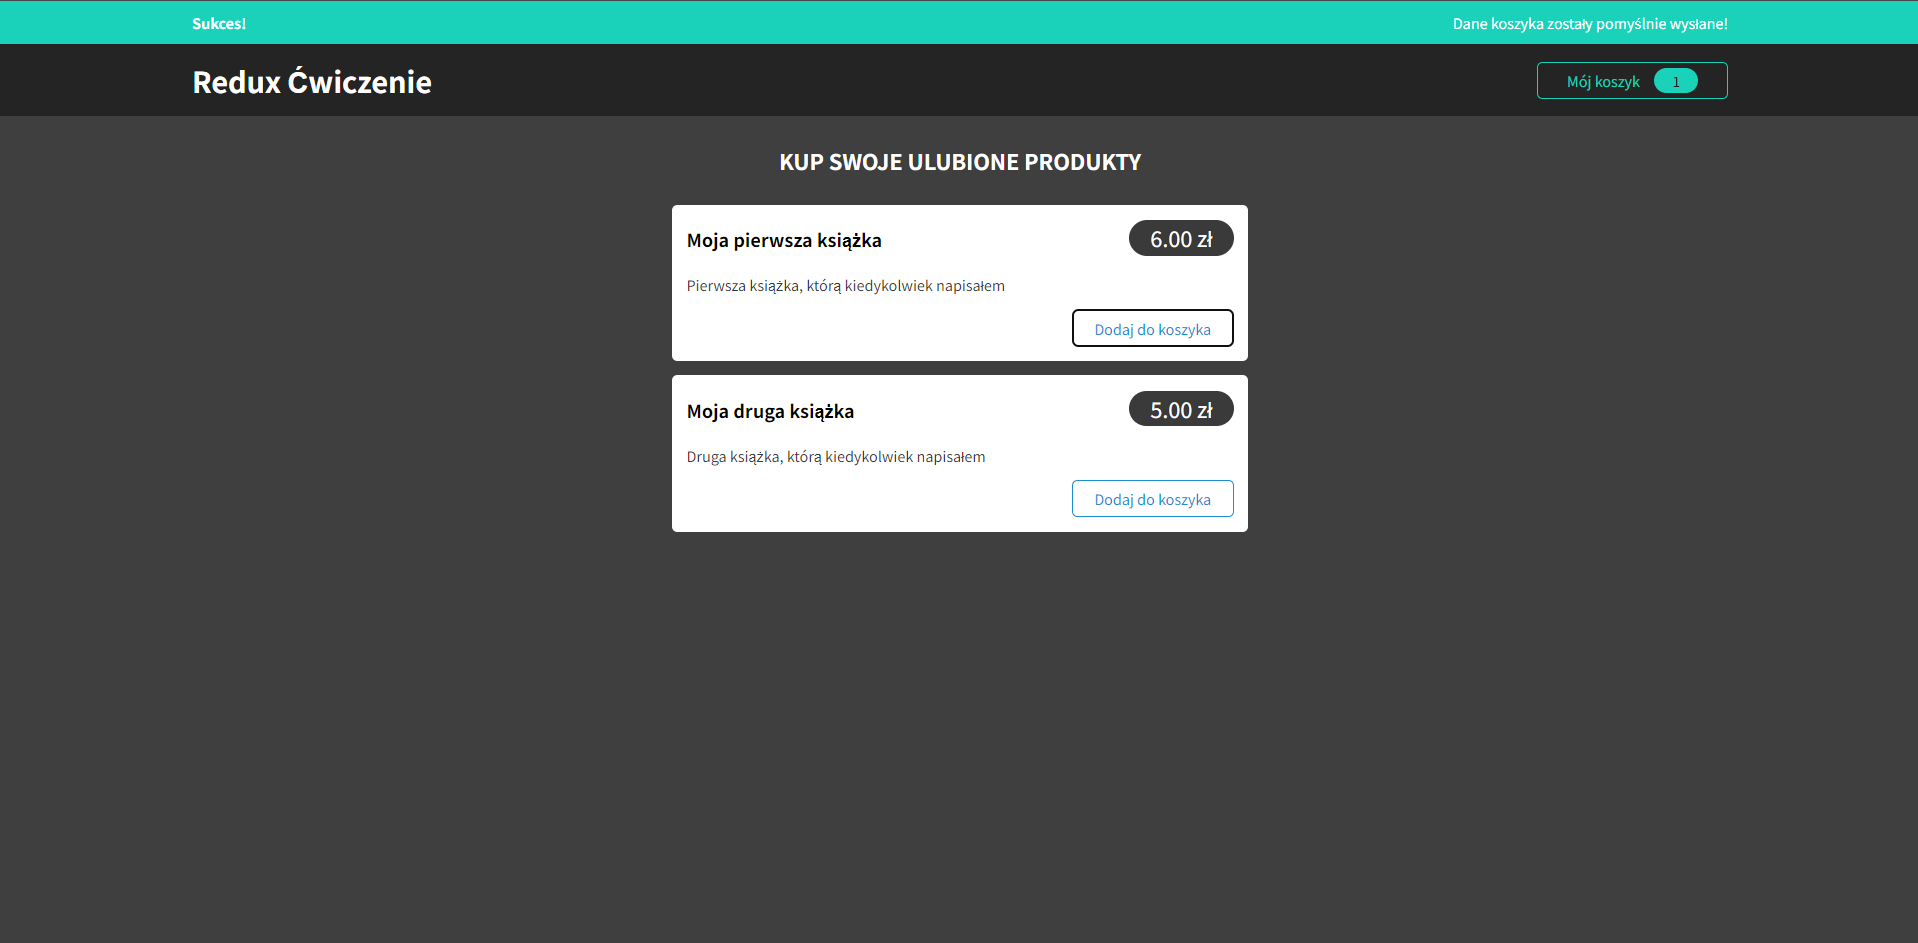 Sukces!
Dane koszyka zostały pomyślnie wysłane!
Redux Ćwiczenie
Mój koszyk 1
KUP SWOJE ULUBIONE PRODUKTY
Moja pierwsza książka
6.00 zł
Pierwsza książka, którą kiedykolwiek napisałem
Dodaj do koszyka
Moja druga książka
5.00 zł
Druga książka, którą kiedykolwiek napisałem
Dodaj do koszyka